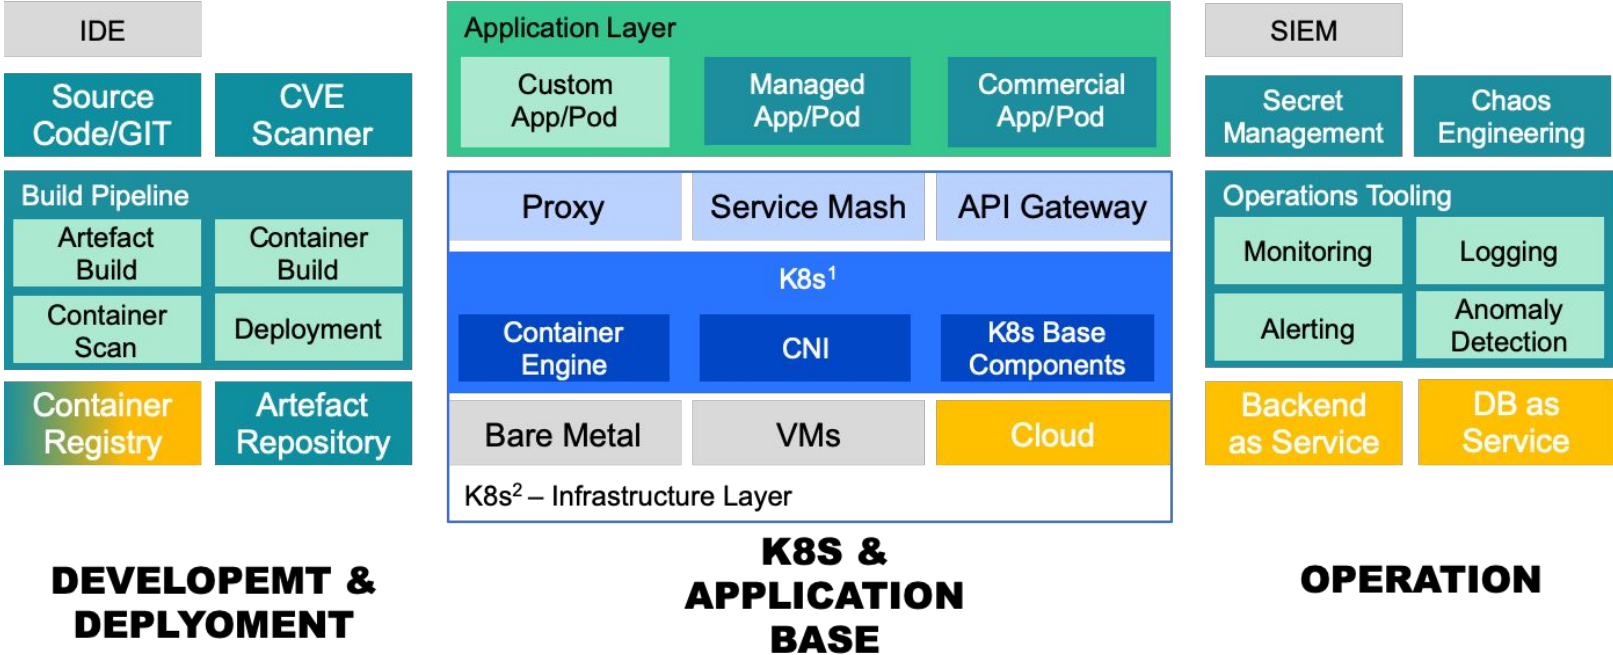 IDE
Source
Code/GIT
CVE
Scanner
Build Pipeline
Artefact
Build
Container
Build
Container
Scan
Deployment
Container
Registry
Artefact
Repository
DEVELOPEMT &
DEPLYOMENT
Application Layer
Custom
App/Pod
Managed
App/Pod
Commercial
App/Pod
Proxy
Service Mash
API Gateway
K8s¹
Container
Engine
CNI
K8s Base
Components
Bare Metal
VMs
Cloud
K8s² – Infrastructure Layer
K8S &
APPLICATION
BASE
SIEM
Secret
Management
Chaos
Engineering
Operations Tooling
Monitoring
Logging
Alerting
Anomaly
Detection
Backend
as Service
DB as
Service
OPERATION